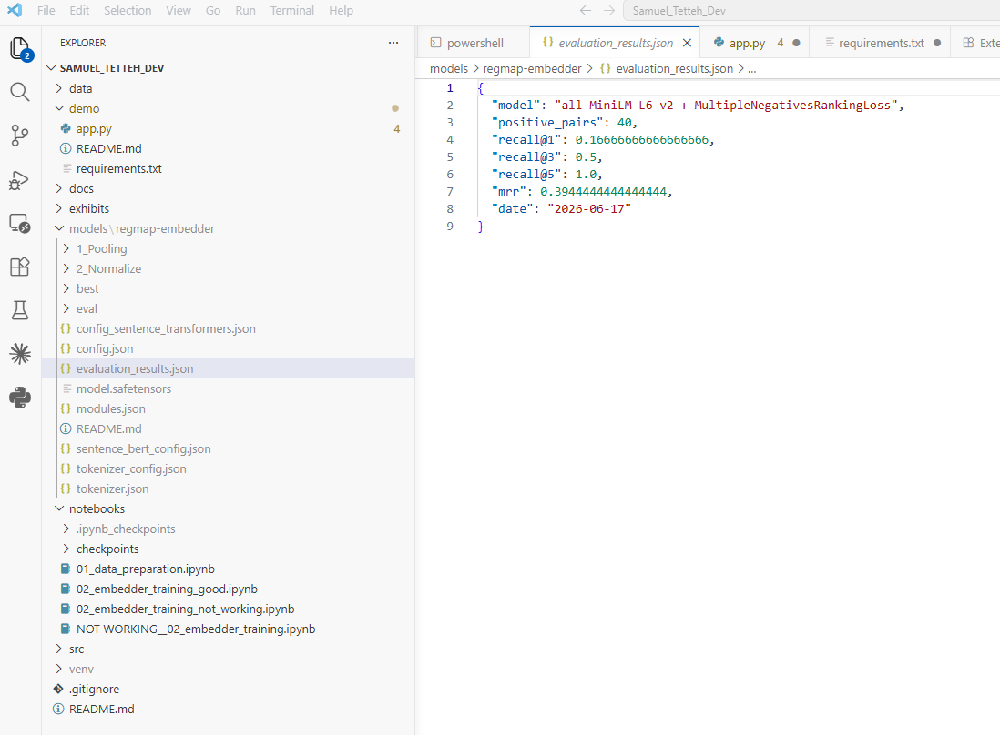 File Edit Selection View Go Run Terminal Help
Samuel_Tetteh_Dev
2
EXPLORER
...
SAMUEL_TETTEH_DEV
data
demo
app.py 4
README.md
requirements.txt
docs
exhibits
models\regmap-embedder
1_Pooling
2_Normalize
best
eval
config_sentence_transformers.json
config.json
evaluation_results.json
model.safetensors
modules.json
README.md
sentence_bert_config.json
tokenizer_config.json
tokenizer.json
notebooks
.ipynb_checkpoints
checkpoints
01_data_preparation.ipynb
02_embedder_training_good.ipynb
02_embedder_training_not_working.ipynb
NOT WORKING__02_embedder_training.ipynb
src
venv
.gitignore
README.md
powershell {} evaluation_results.json app.py 4 requirements.txt Exte
models > regmap-embedder > {} evaluation_results.json > ...
1 {
2 "model": "all-MiniLM-L6-v2 + MultipleNegativesRankingLoss",
3 "positive_pairs": 40,
4 "recall@1": 0.16666666666666666,
5 "recall@3": 0.5,
6 "recall@5": 1.0,
7 "mrr": 0.3944444444444444,
8 "date": "2026-06-17"
9 }